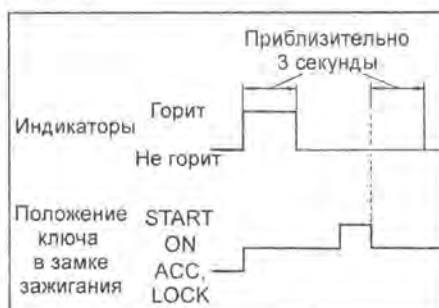 Приблизительно
3 секунды
Горит
Индикаторы
Не горит
Положение
ключа
в замке
зажигания
START
ON
ACC,
LOCK